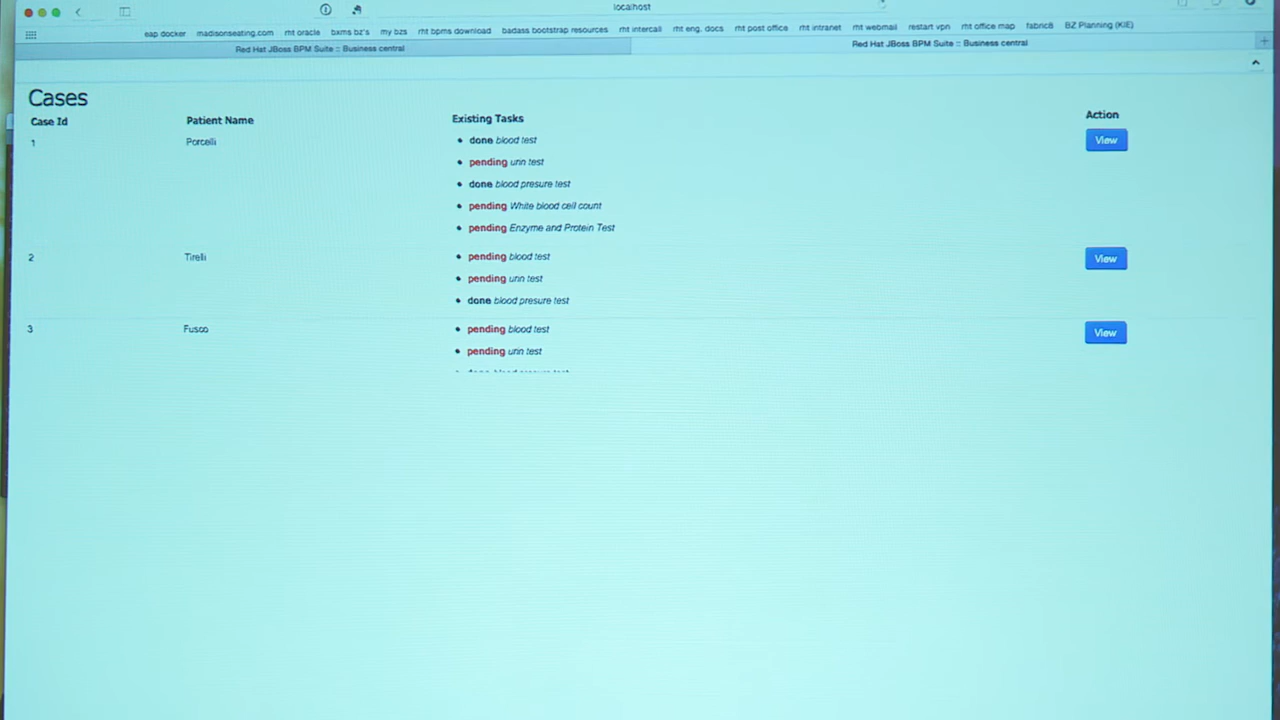 localhost
eap docker madisonseating.com rht oracle bxms bz's my bzs rht bpms download badass bootstrap resources rht intercall rht eng. docs rht post office rht intranet rht webmail restart vpn rht office map fabric8 BZ Planning (KIE)
Red Hat JBoss BPM Suite :: Business central Red Hat JBoss BPM Suite :: Business central
Cases
Case Id Patient Name Existing Tasks Action
1 Porcelli done blood test View
pending urin test
done blood presure test
pending White blood cell count
pending Enzyme and Protein Test
2 Tirelli pending blood test View
pending urin test
done blood presure test
3 Fusco pending blood test View
pending urin test
done blood presure test